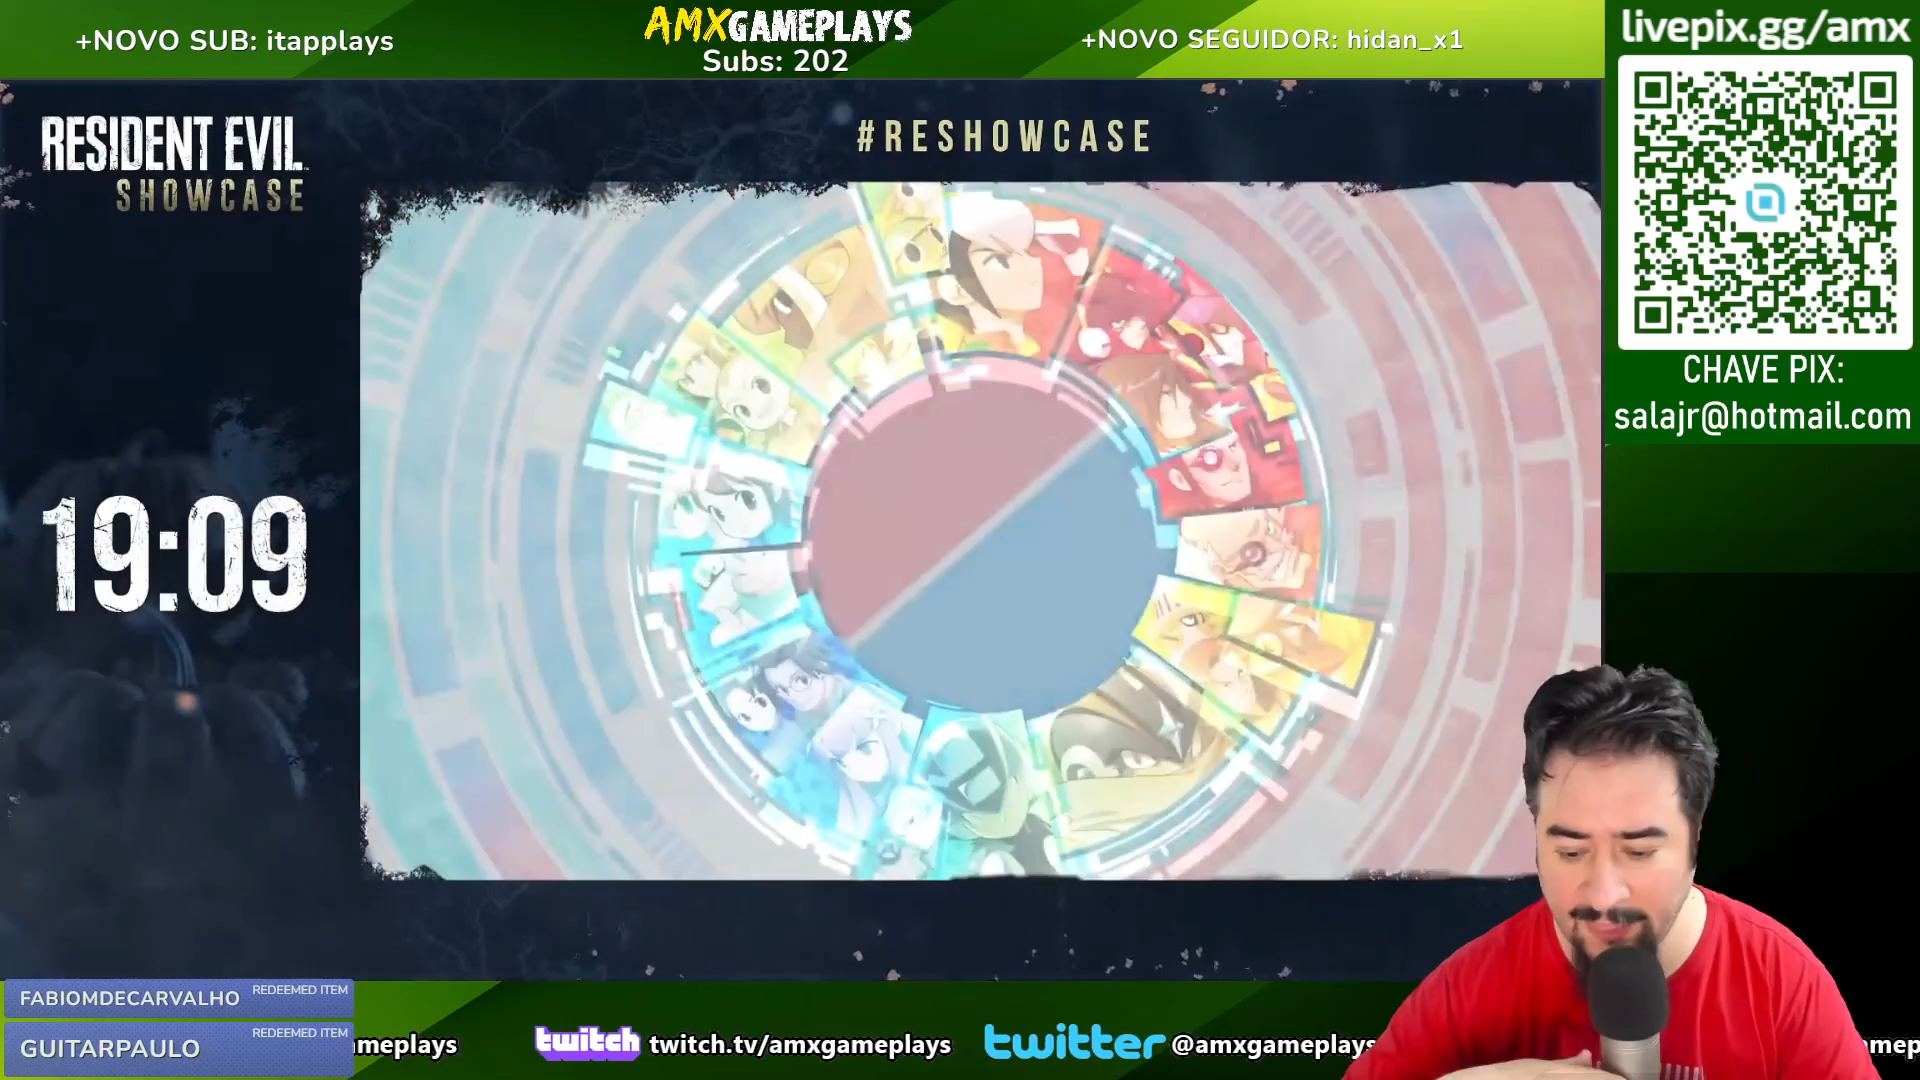 +NOVO SUB: itapplays
AMXGAMEPLAYS
Subs: 202
+NOVO SEGUIDOR: hidan_x1
livepix.gg/amx
CHAVE PIX:
salajr@hotmail.com
RESIDENT EVIL
SHOWCASE
#RESHOWCASE
19:09
FABIOMDECARVALHO REDEEMED ITEM
GUITARPAULO REDEEMED ITEM
meplays
twitch twitch.tv/amxgameplays
twitter @amxgameplays